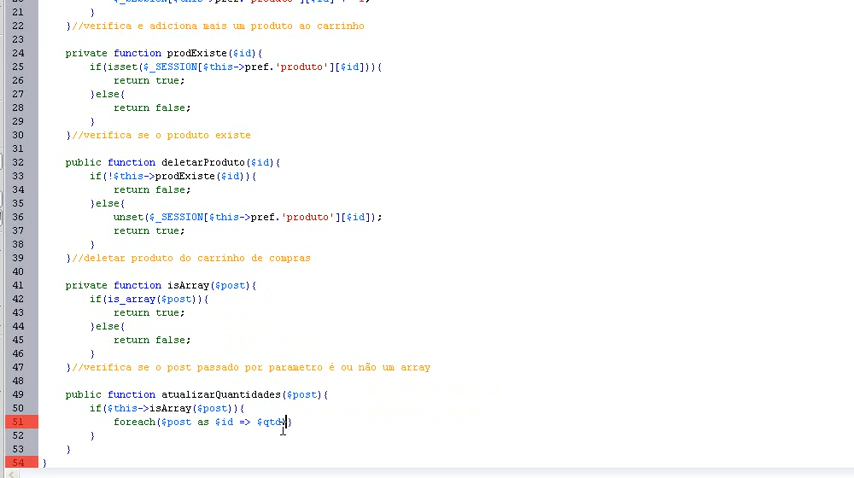 21 }
22 }//verifica e adiciona mais um produto ao carrinho
23
24 private function prodExiste($id){
25 if(isset($_SESSION[$this->pref.'produto'][$id])){
26 return true;
27 }else{
28 return false;
29 }
30 }//verifica se o produto existe
31
32 public function deletarProduto($id){
33 if(!$this->prodExiste($id)){
34 return false;
35 }else{
36 unset($_SESSION[$this->pref.'produto'][$id]);
37 return true;
38 }
39 }//deletar produto do carrinho de compras
40
41 private function isArray($post){
42 if(is_array($post)){
43 return true;
44 }else{
45 return false;
46 }
47 }//verifica se o post passado por parametro é ou não um array
48
49 public function atualizarQuantidades($post){
50 if($this->isArray($post)){
51 foreach($post as $id => $qtd)
52 }
53 }
54 }